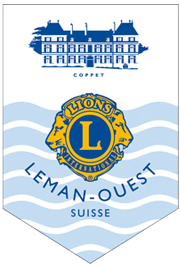 COPPET
LIONS
L
INTERNATIONAL
LEMAN-OUEST
SUISSE